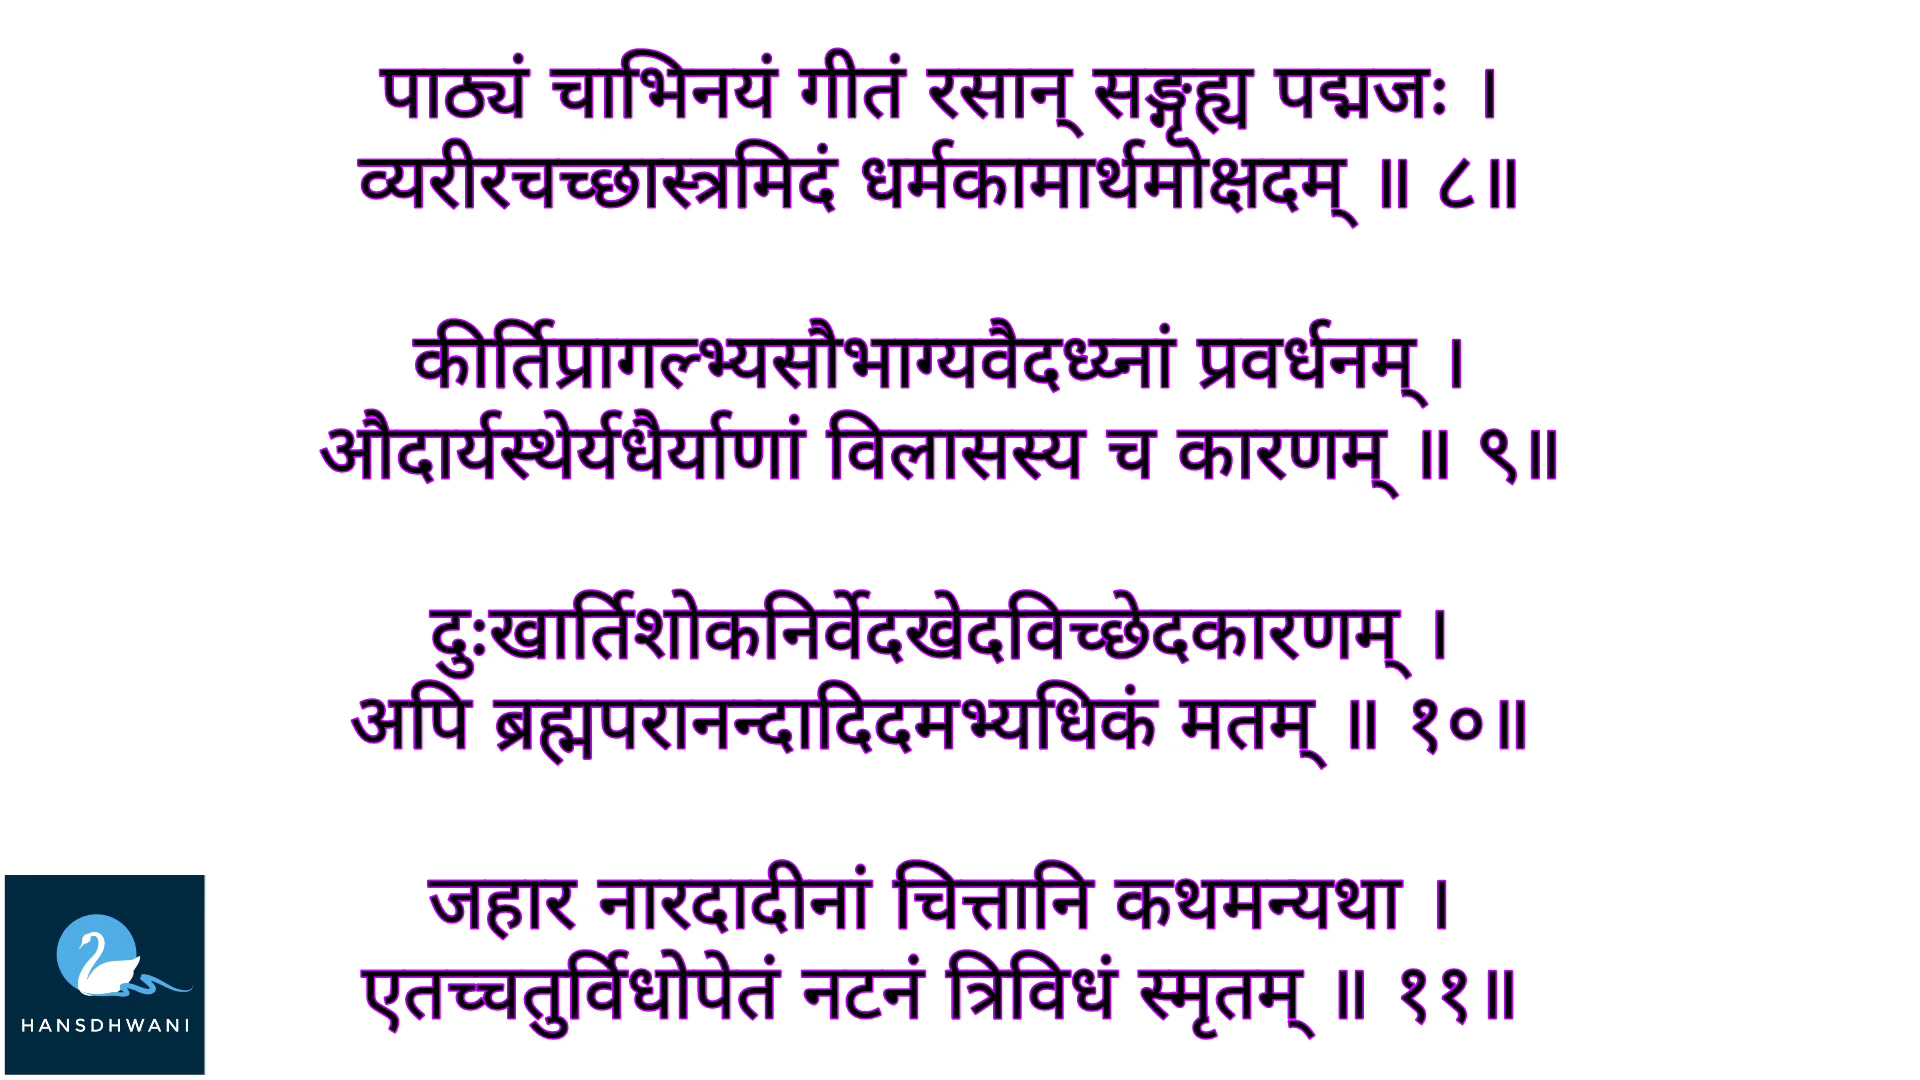 पाठ्यं चाभिनयं गीतं रसान् सङ्गृह्य पद्मजः ।
व्यरीरचच्छास्त्रमिदं धर्मकामार्थमोक्षदम् ॥ ८॥
कीर्तिप्रागल्भ्यसौभाग्यवैदध्य्नां प्रवर्धनम् ।
औदार्यस्थेर्यधैर्याणां विलासस्य च कारणम् ॥ ९॥
दुःखार्तिशोकनिर्वेदखेदविच्छेदकारणम् ।
अपि ब्रह्मपरानन्दादिदमभ्यधिकं मतम् ॥ १०॥
जहार नारदादीनां चित्तानि कथमन्यथा ।
एतच्चतुर्विधोपेतं नटनं त्रिविधं स्मृतम् ॥ ११॥
HANSDHWANI